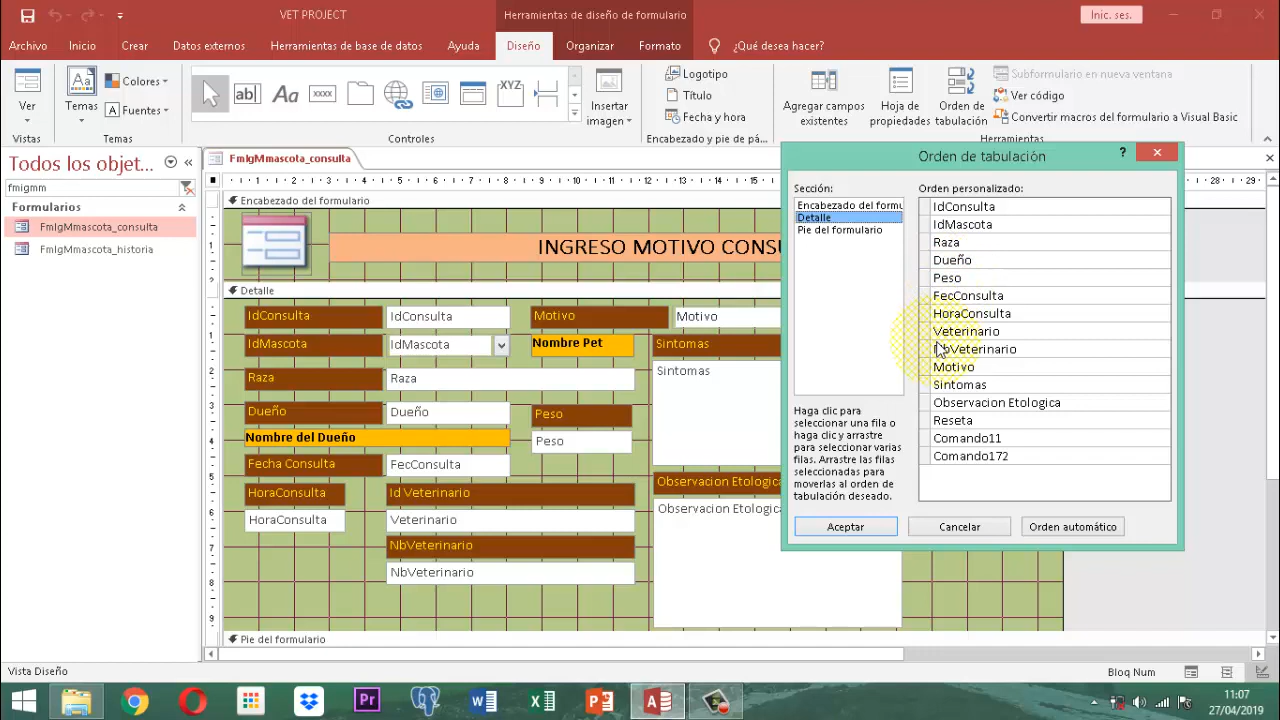 VET PROJECT
Herramientas de diseño de formulario
Inic. ses.
Archivo
Inicio
Crear
Datos externos
Herramientas de base de datos
Ayuda
Diseño
Organizar
Formato
¿Qué desea hacer?
Ver
Vistas
Temas
Colores
Fuentes
Temas
ab|
Aa
xxxx
XYZ
Controles
Insertar
imagen
Logotipo
Título
Fecha y hora
Encabezado y pie de pá...
Agregar campos
existentes
Hoja de
propiedades
Orden de
tabulación
Subformulario en nueva ventana
Ver código
Convertir macros del formulario a Visual Basic
Herramientas
Todos los objet...
fmigmm
Formularios
FmIgMmascota_consulta
FmIgMmascota_historia
FmIgMmascota_consulta
Encabezado del formulario
INGRESO MOTIVO CONSU
Detalle
IdConsulta
IdConsulta
Motivo
Motivo
IdMascota
IdMascota
Nombre Pet
Sintomas
Raza
Raza
Sintomas
Dueño
Dueño
Peso
Nombre del Dueño
Peso
Fecha Consulta
FecConsulta
HoraConsulta
Id Veterinario
Observacion Etologica
HoraConsulta
Veterinario
Observacion Etologica
NbVeterinario
NbVeterinario
Pie del formulario
Orden de tabulación
?
Sección:
Encabezado del formu
Detalle
Pie del formulario
Haga clic para
seleccionar una fila o
haga clic y arrastre
para seleccionar varias
filas. Arrastre las filas
seleccionadas para
moverlas al orden de
tabulación deseado.
Orden personalizado:
IdConsulta
IdMascota
Raza
Dueño
Peso
FecConsulta
HoraConsulta
Veterinario
NbVeterinario
Motivo
Sintomas
Observacion Etologica
Reseta
Comando11
Comando172
Aceptar
Cancelar
Orden automático
Vista Diseño
Bloq Num
11:07
27/04/2019